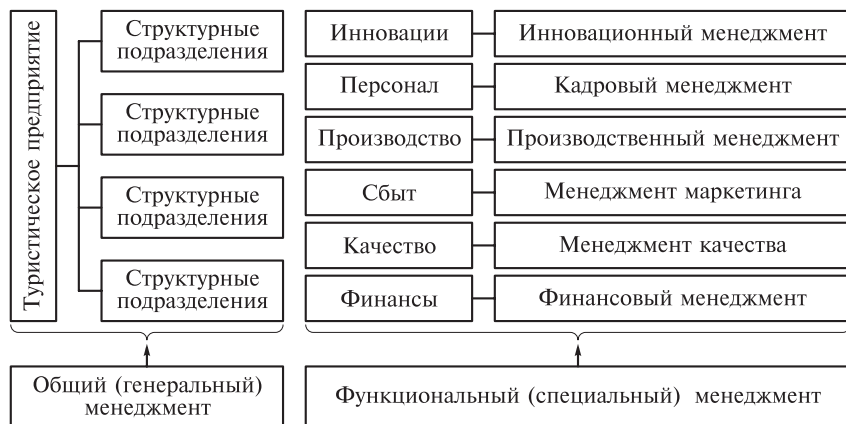 Туристическое предприятие
Структурные
подразделения
Структурные
подразделения
Структурные
подразделения
Структурные
подразделения
Общий (генеральный)
менеджмент
Инновации
Инновационный менеджмент
Персонал
Кадровый менеджмент
Производство
Производственный менеджмент
Сбыт
Менеджмент маркетинга
Качество
Менеджмент качества
Финансы
Финансовый менеджмент
Функциональный (специальный) менеджмент